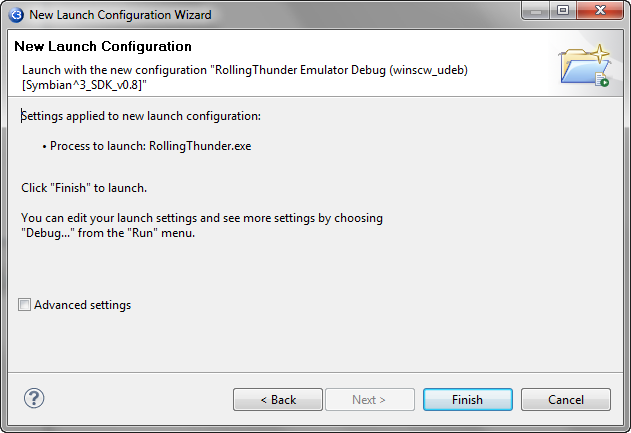 New Launch Configuration Wizard
New Launch Configuration
Launch with the new configuration "RollingThunder Emulator Debug (winscw_udeb)
[Symbian^3_SDK_v0.8]"
Settings applied to new launch configuration:
• Process to launch: RollingThunder.exe
Click "Finish" to launch.
You can edit your launch settings and see more settings by choosing
"Debug..." from the "Run" menu.
Advanced settings
? < Back Next > Finish Cancel